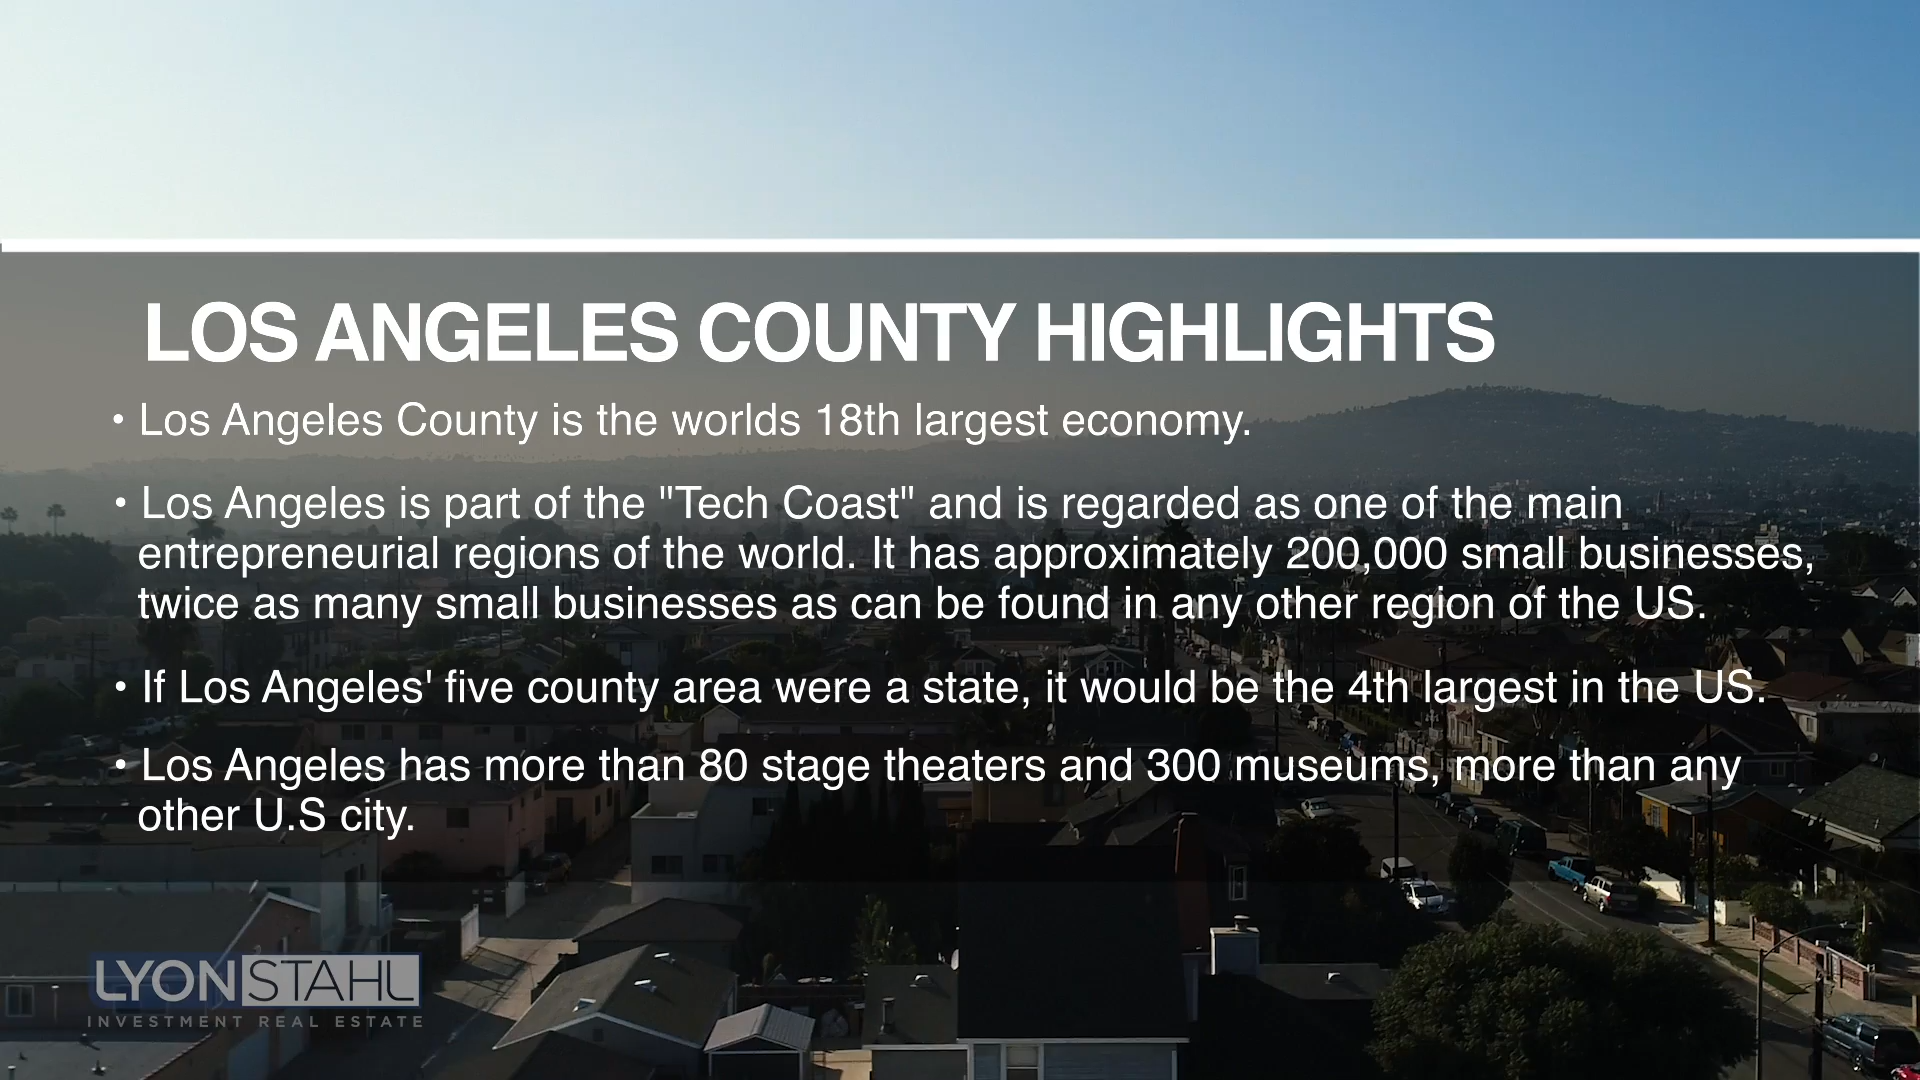 LOS ANGELES COUNTY HIGHLIGHTS
• Los Angeles County is the worlds 18th largest economy.
• Los Angeles is part of the "Tech Coast" and is regarded as one of the main
entrepreneurial regions of the world. It has approximately 200,000 small businesses,
twice as many small businesses as can be found in any other region of the US.
• If Los Angeles' five county area were a state, it would be the 4th largest in the US.
• Los Angeles has more than 80 stage theaters and 300 museums, more than any
other U.S city.
LYONSTAHL
INVESTMENT REAL ESTATE